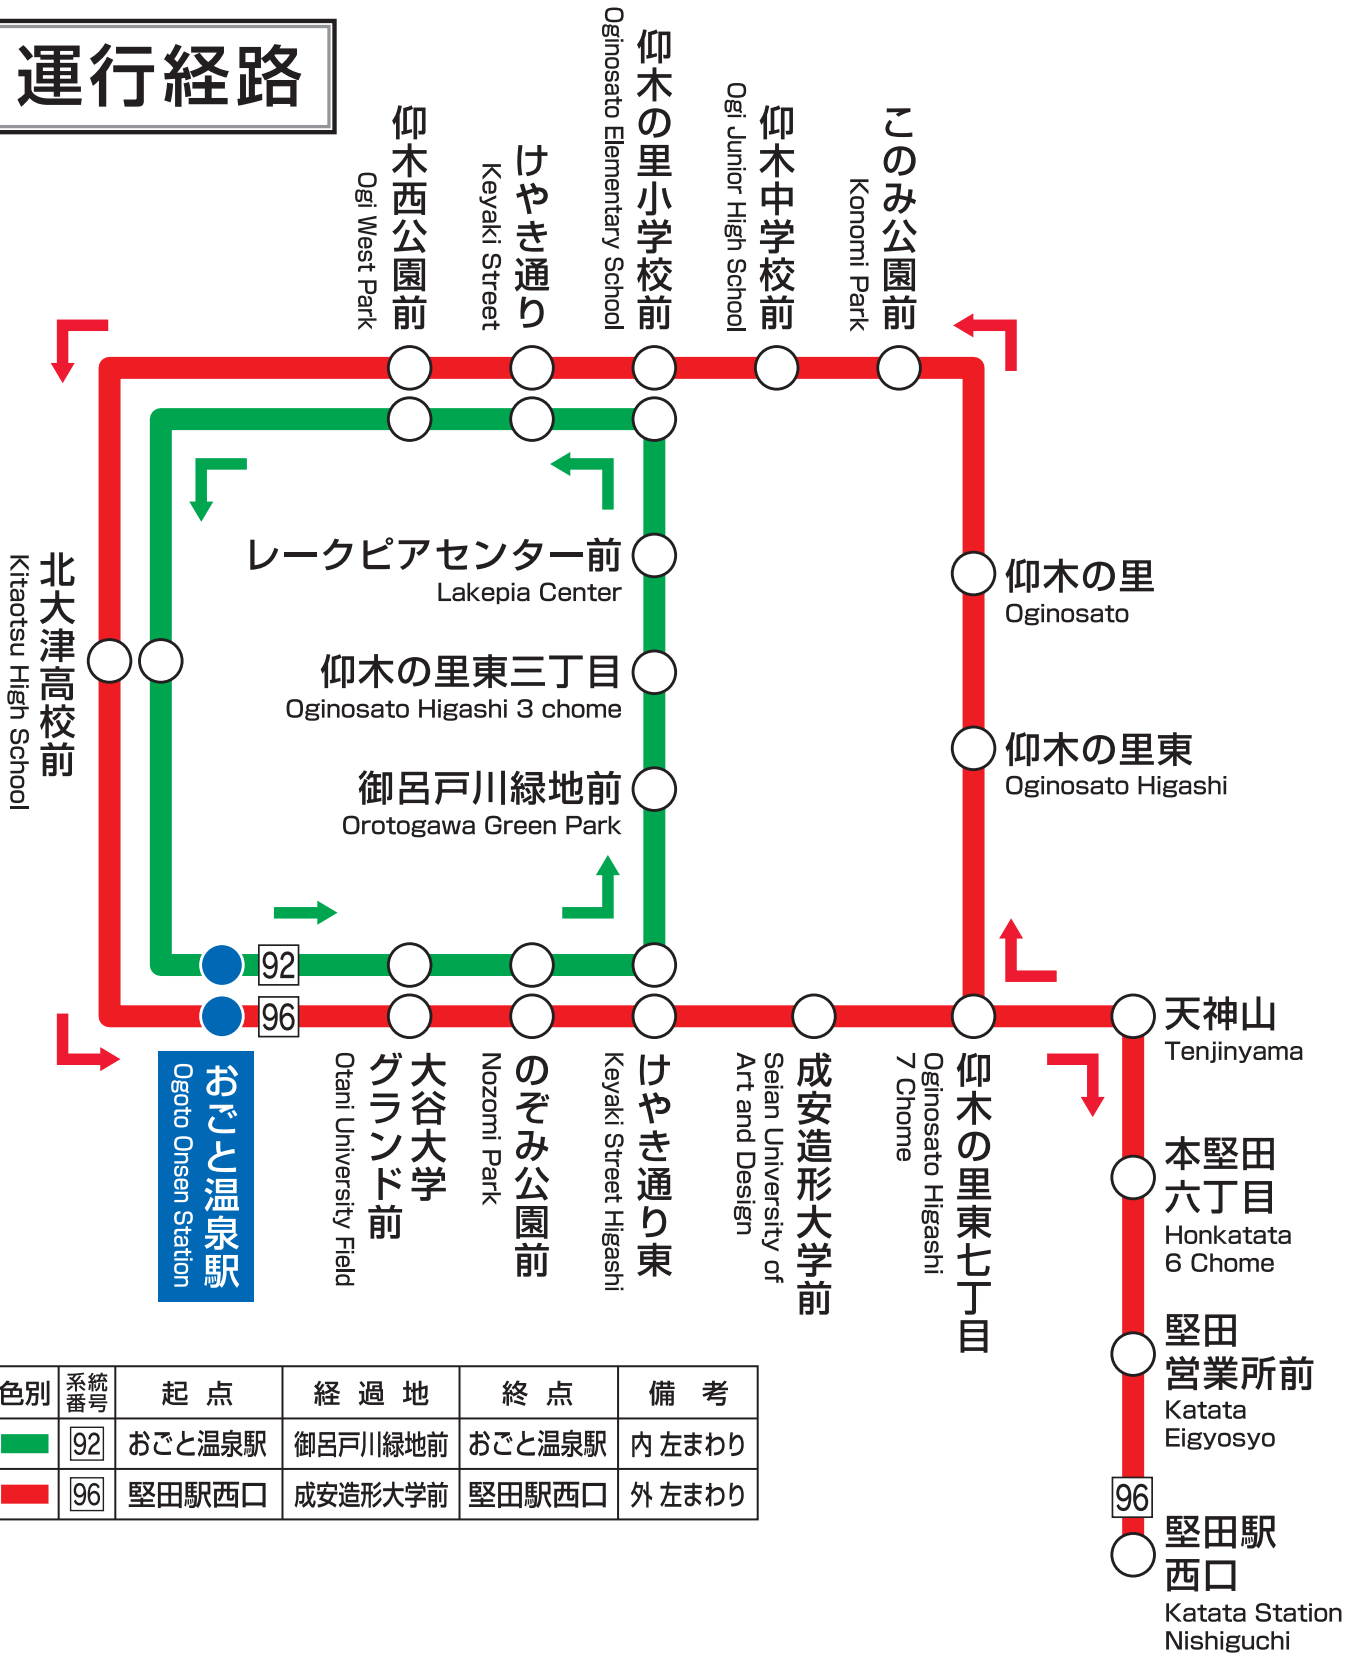 運行経路
仰木西公園前
Ogi West Park
けやき通り
Keyaki Street
仰木の里小学校前
Oginosato Elementary School
仰木中学校前
Ogi Junior High School
このみ公園前
Konomi Park
北大津高校前
Kitaotsu High School
レークピアセンター前
Lakepia Center
仰木の里東三丁目
Oginosato Higashi 3 chome
御呂戸川緑地前
Orotogawa Green Park
仰木の里
Oginosato
仰木の里東
Oginosato Higashi
92
96
おごと温泉駅
Ogoto Onsen Station
大谷大学
グランド前
Otani University Field
のぞみ公園前
Nozomi Park
けやき通り東
Keyaki Street Higashi
成安造形大学前
Seian University of
Art and Design
仰木の里東七丁目
Oginosato Higashi
7 Chome
天神山
Tenjinyama
本堅田
六丁目
Honkatata
6 Chome
堅田
営業所前
Katata
Eigyosyo
96
堅田駅
西口
Katata Station
Nishiguchi
色別 系統番号 起点 経過地 終点 備考
92 おごと温泉駅 御呂戸川緑地前 おごと温泉駅 内 左まわり
96 堅田駅西口 成安造形大学前 堅田駅西口 外 左まわり